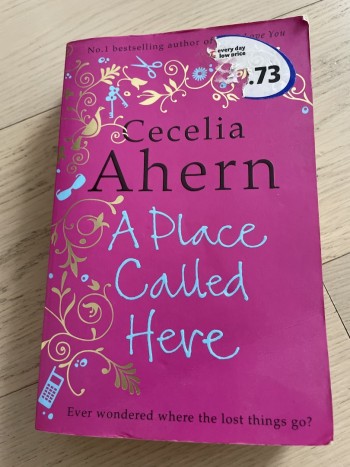 No.1 bestselling author of You
every day
low price
.73
Cecelia
Ahern
A Place
Called
Here
Ever wondered where the lost things go?